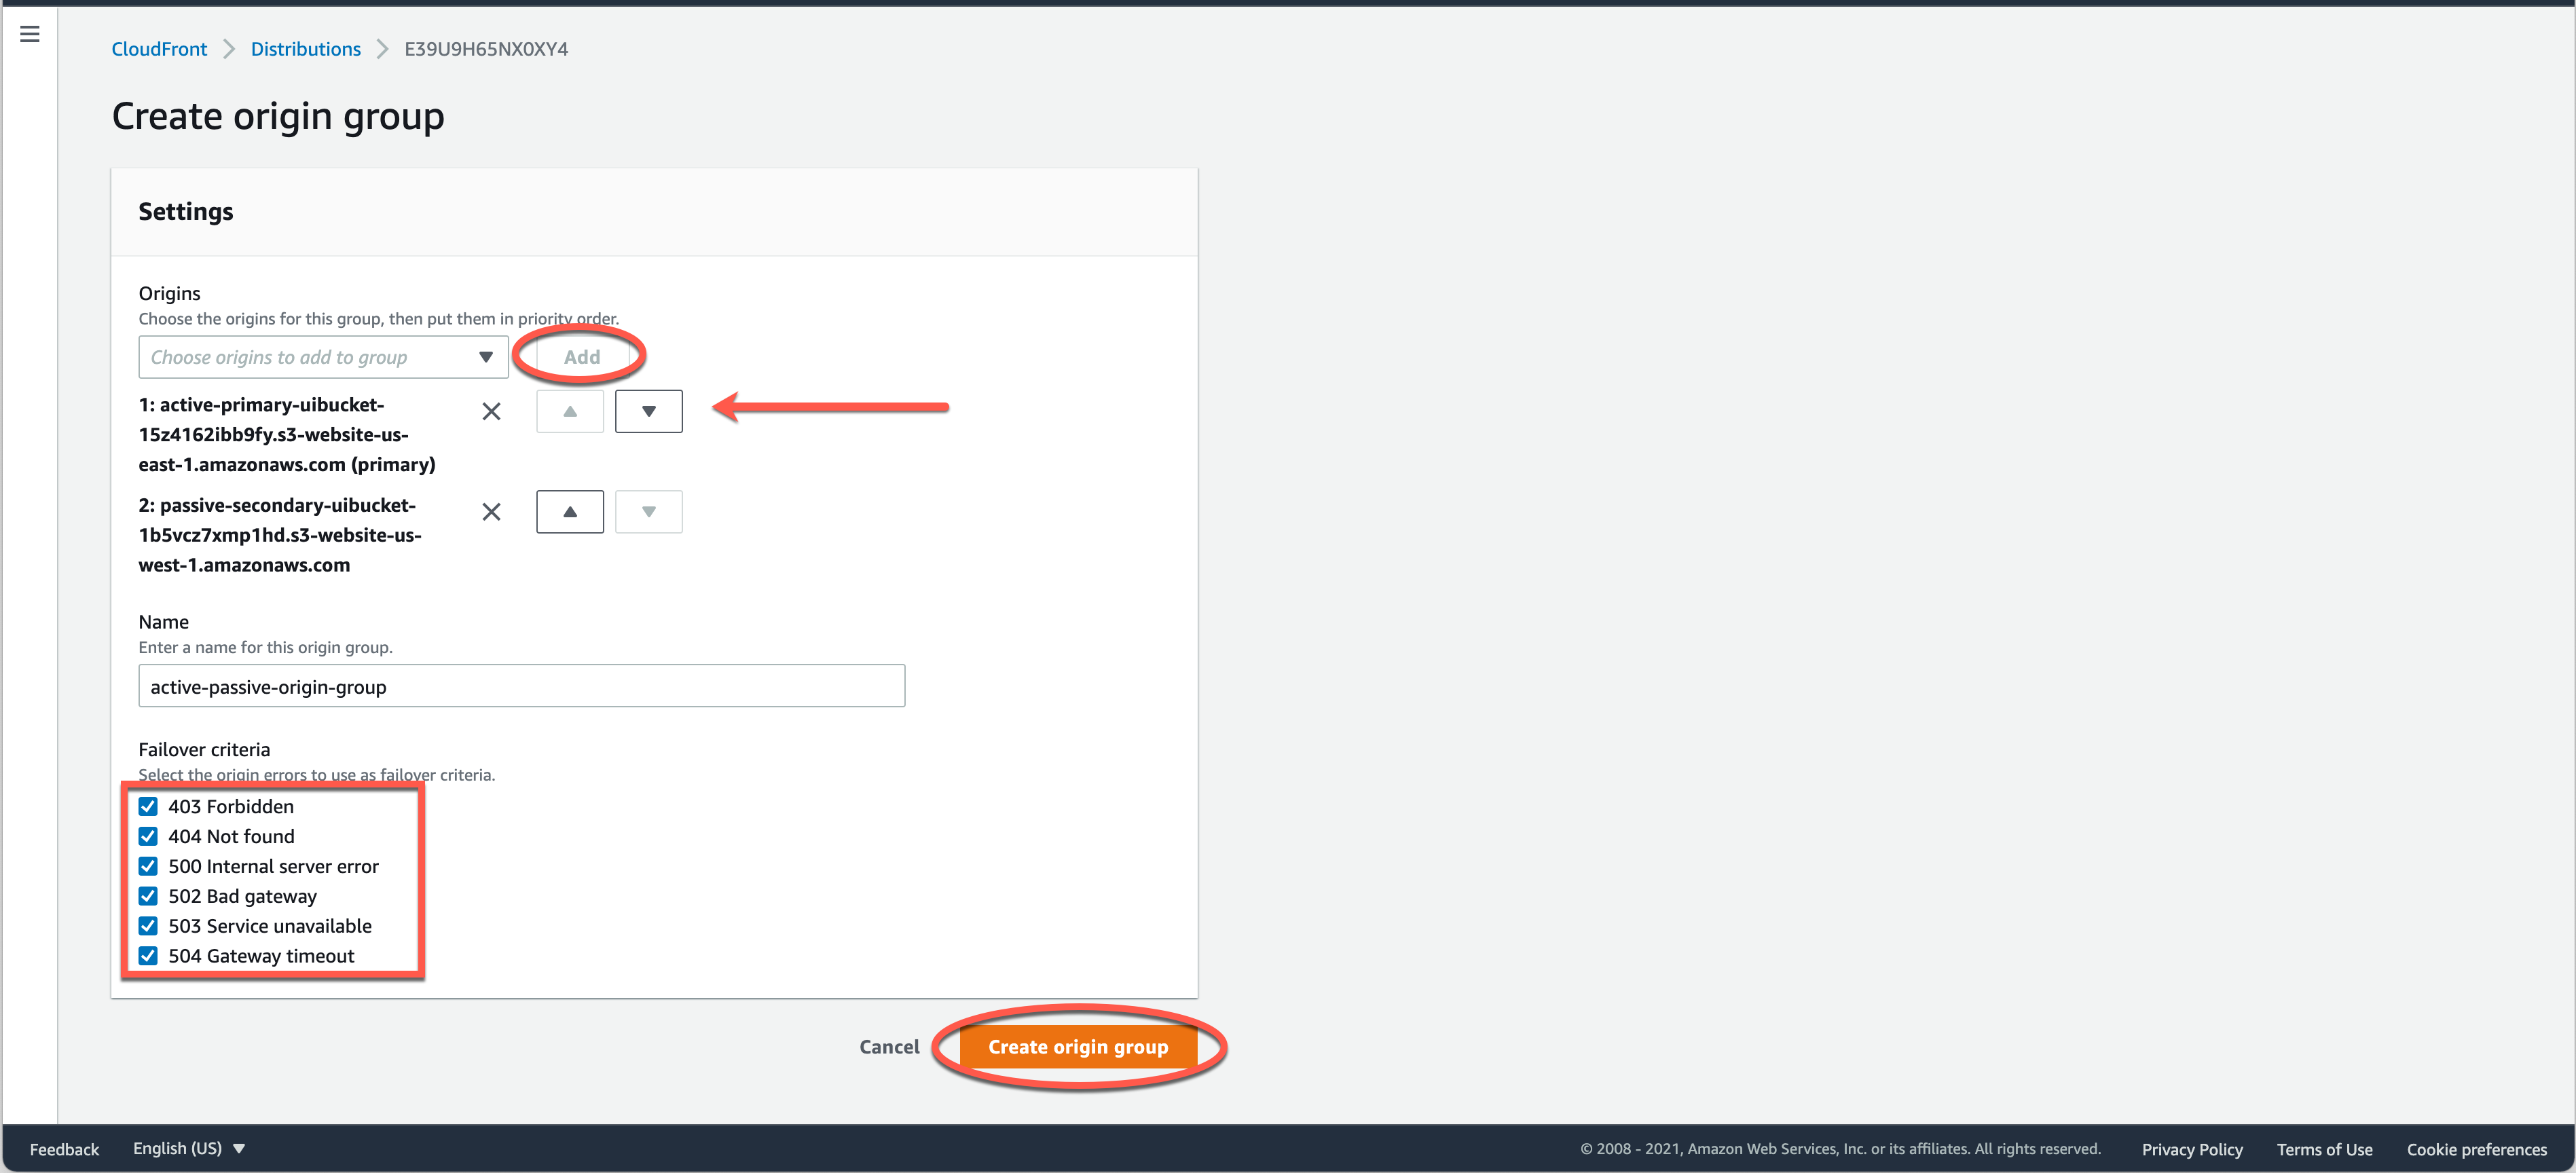 CloudFront > Distributions > E39U9H65NX0XY4
Create origin group
Settings
Origins
Choose the origins for this group, then put them in priority order.
Choose origins to add to group
Add
1: active-primary-uibucket-
15z4162ibb9fy.s3-website-us-
east-1.amazonaws.com (primary)
2: passive-secondary-uibucket-
1b5vcz7xmp1hd.s3-website-us-
west-1.amazonaws.com
Name
Enter a name for this origin group.
active-passive-origin-group
Failover criteria
Select the origin errors to use as failover criteria.
403 Forbidden
404 Not found
500 Internal server error
502 Bad gateway
503 Service unavailable
504 Gateway timeout
Cancel
Create origin group
Feedback
English (US)
© 2008 - 2021, Amazon Web Services, Inc. or its affiliates. All rights reserved.
Privacy Policy
Terms of Use
Cookie preferences